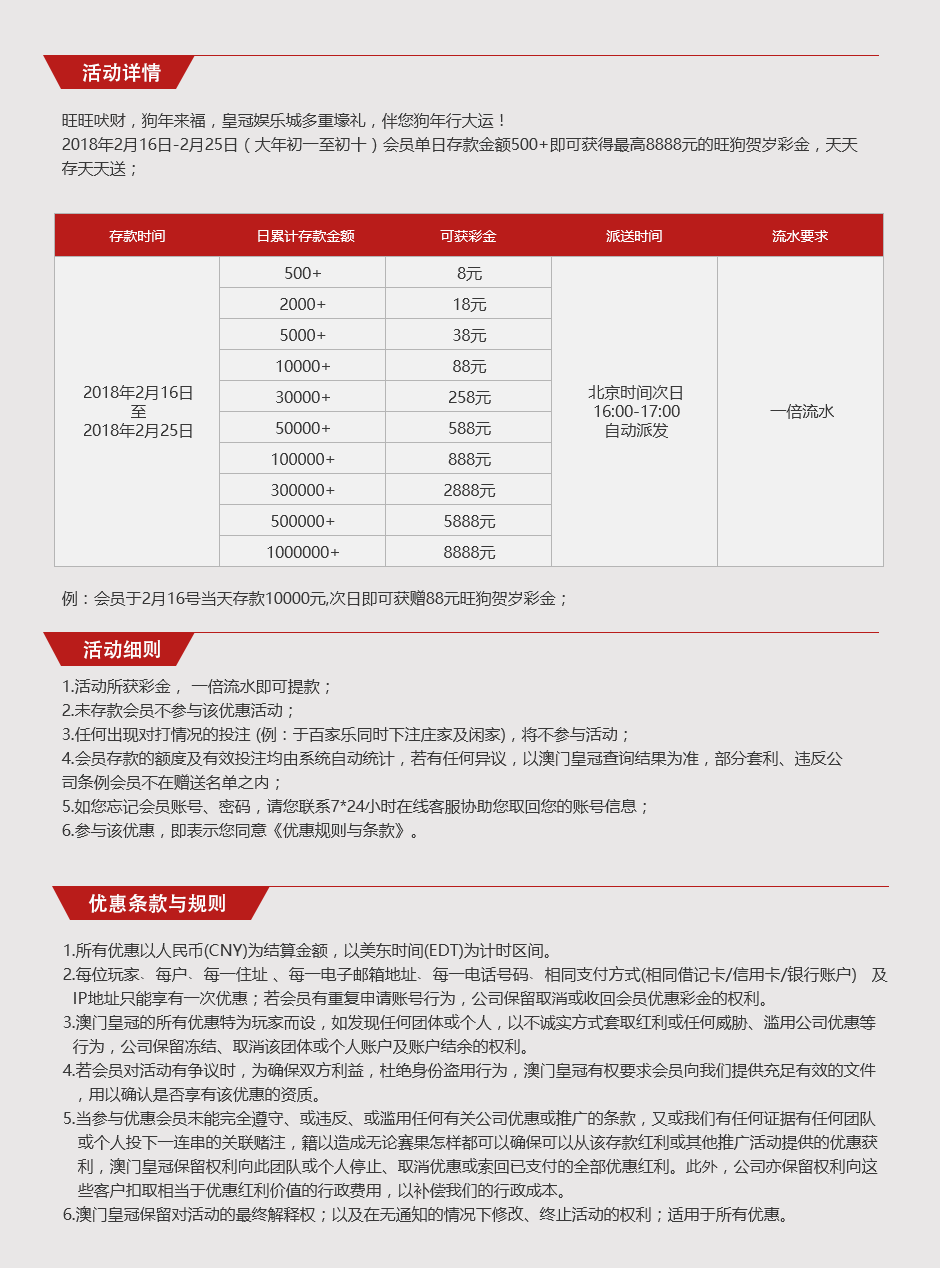 活动详情
旺旺吠财，狗年来福，皇冠娱乐城多重壕礼，伴您狗年行大运！
2018年2月16日-2月25日（大年初一至初十）会员单日存款金额500+即可获得最高8888元的旺狗贺岁彩金，天天
存天天送；
存款时间 日累计存款金额 可获彩金 派送时间 流水要求
500+ 8元
2000+ 18元
5000+ 38元
10000+ 88元
2018年2月16日
至
2018年2月25日
30000+ 258元
北京时间次日
16:00-17:00
自动派发
一倍流水
50000+ 588元
100000+ 888元
300000+ 2888元
500000+ 5888元
1000000+ 8888元
例：会员于2月16号当天存款10000元,次日即可获赠88元旺狗贺岁彩金；
活动细则
1.活动所获彩金， 一倍流水即可提款；
2.未存款会员不参与该优惠活动；
3.任何出现对打情况的投注 (例：于百家乐同时下注庄家及闲家)，将不参与活动；
4.会员存款的额度及有效投注均由系统自动统计，若有任何异议，以澳门皇冠查询结果为准，部分套利、违反公
司条例会员不在赠送名单之内；
5.如您忘记会员账号、密码，请您联系7*24小时在线客服协助您取回您的账号信息；
6.参与该优惠，即表示您同意《优惠规则与条款》。
优惠条款与规则
1.所有优惠以人民币(CNY)为结算金额，以美东时间(EDT)为计时区间。
2.每位玩家、每户、每一住址 、每一电子邮箱地址、每一电话号码、相同支付方式(相同借记卡/信用卡/银行账户) 及
IP地址只能享有一次优惠；若会员有重复申请账号行为，公司保留取消或收回会员优惠彩金的权利。
3.澳门皇冠的所有优惠特为玩家而设，如发现任何团体或个人，以不诚实方式套取红利或任何威胁、滥用公司优惠等
行为，公司保留冻结、取消该团体或个人账户及账户结余的权利。
4.若会员对活动有争议时，为确保双方利益，杜绝身份盗用行为，澳门皇冠有权要求会员向我们提供充足有效的文件
，用以确认是否享有该优惠的资质。
5.当参与优惠会员未能完全遵守、或违反、或滥用任何有关公司优惠或推广的条款，又或我们有任何证据有任何团队
或个人投下一连串的关联赌注，籍以造成无论赛果怎样都可以确保可以从该存款红利或其他推广活动提供的优惠获
利，澳门皇冠保留权利向此团队或个人停止、取消优惠或索回已支付的全部优惠红利。此外，公司亦保留权利向这
些客户扣取相当于优惠红利价值的行政费用，以补偿我们的行政成本。
6.澳门皇冠保留对活动的最终解释权；以及在无通知的情况下修改、终止活动的权利；适用于所有优惠。